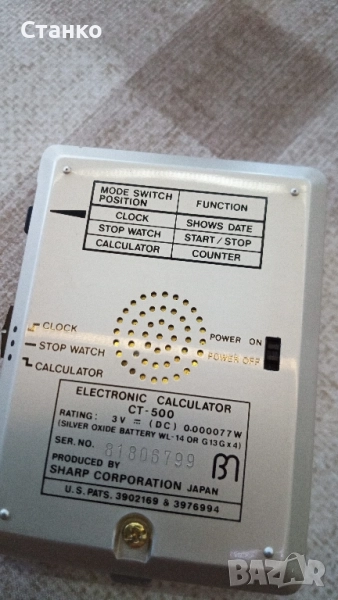 Станко
MODE SWITCH POSITION FUNCTION
CLOCK SHOWS DATE
STOP WATCH START/STOP
CALCULATOR COUNTER
CLOCK
STOP WATCH
CALCULATOR
POWER ON
POWER OFF
ELECTRONIC CALCULATOR
CT-500
RATING: 3V ⎓ (DC) 0.000077W
(SILVER OXIDE BATTERY WL-14 OR G13G×4)
SER. NO. 81806799
PRODUCED BY
SHARP CORPORATION JAPAN
U.S. PATS. 3902169 & 3976994
BAZAR